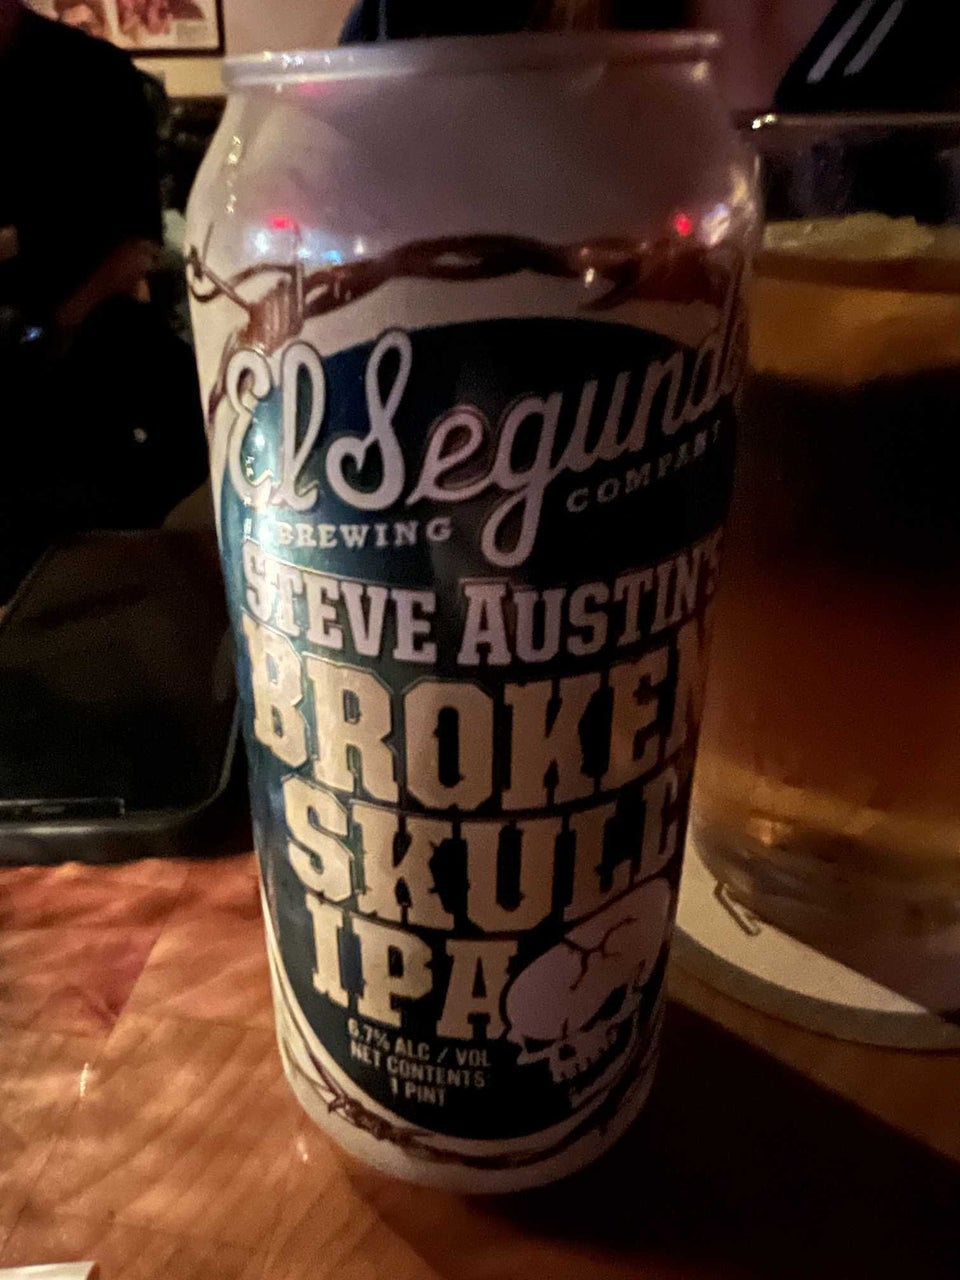 El Segundo
BREWING COMPANY
STEVE AUSTIN'S
BROKEN
SKULL
IPA
6.7% ALC / VOL
NET CONTENTS
1 PINT